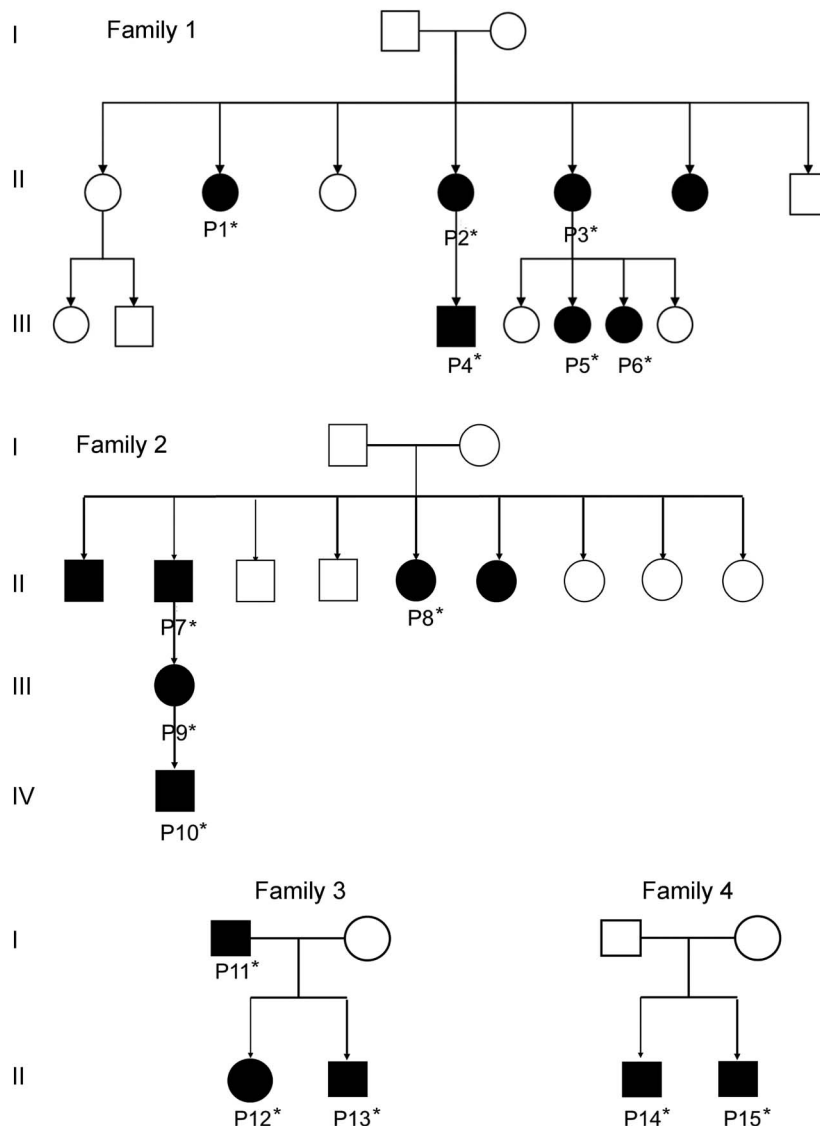 I Family 1
II
P1* P2* P3*
III
P4* P5* P6*
I Family 2
II
P7* P8*
III
P9*
IV
P10*
Family 3 Family 4
I
P11*
II
P12* P13* P14* P15*